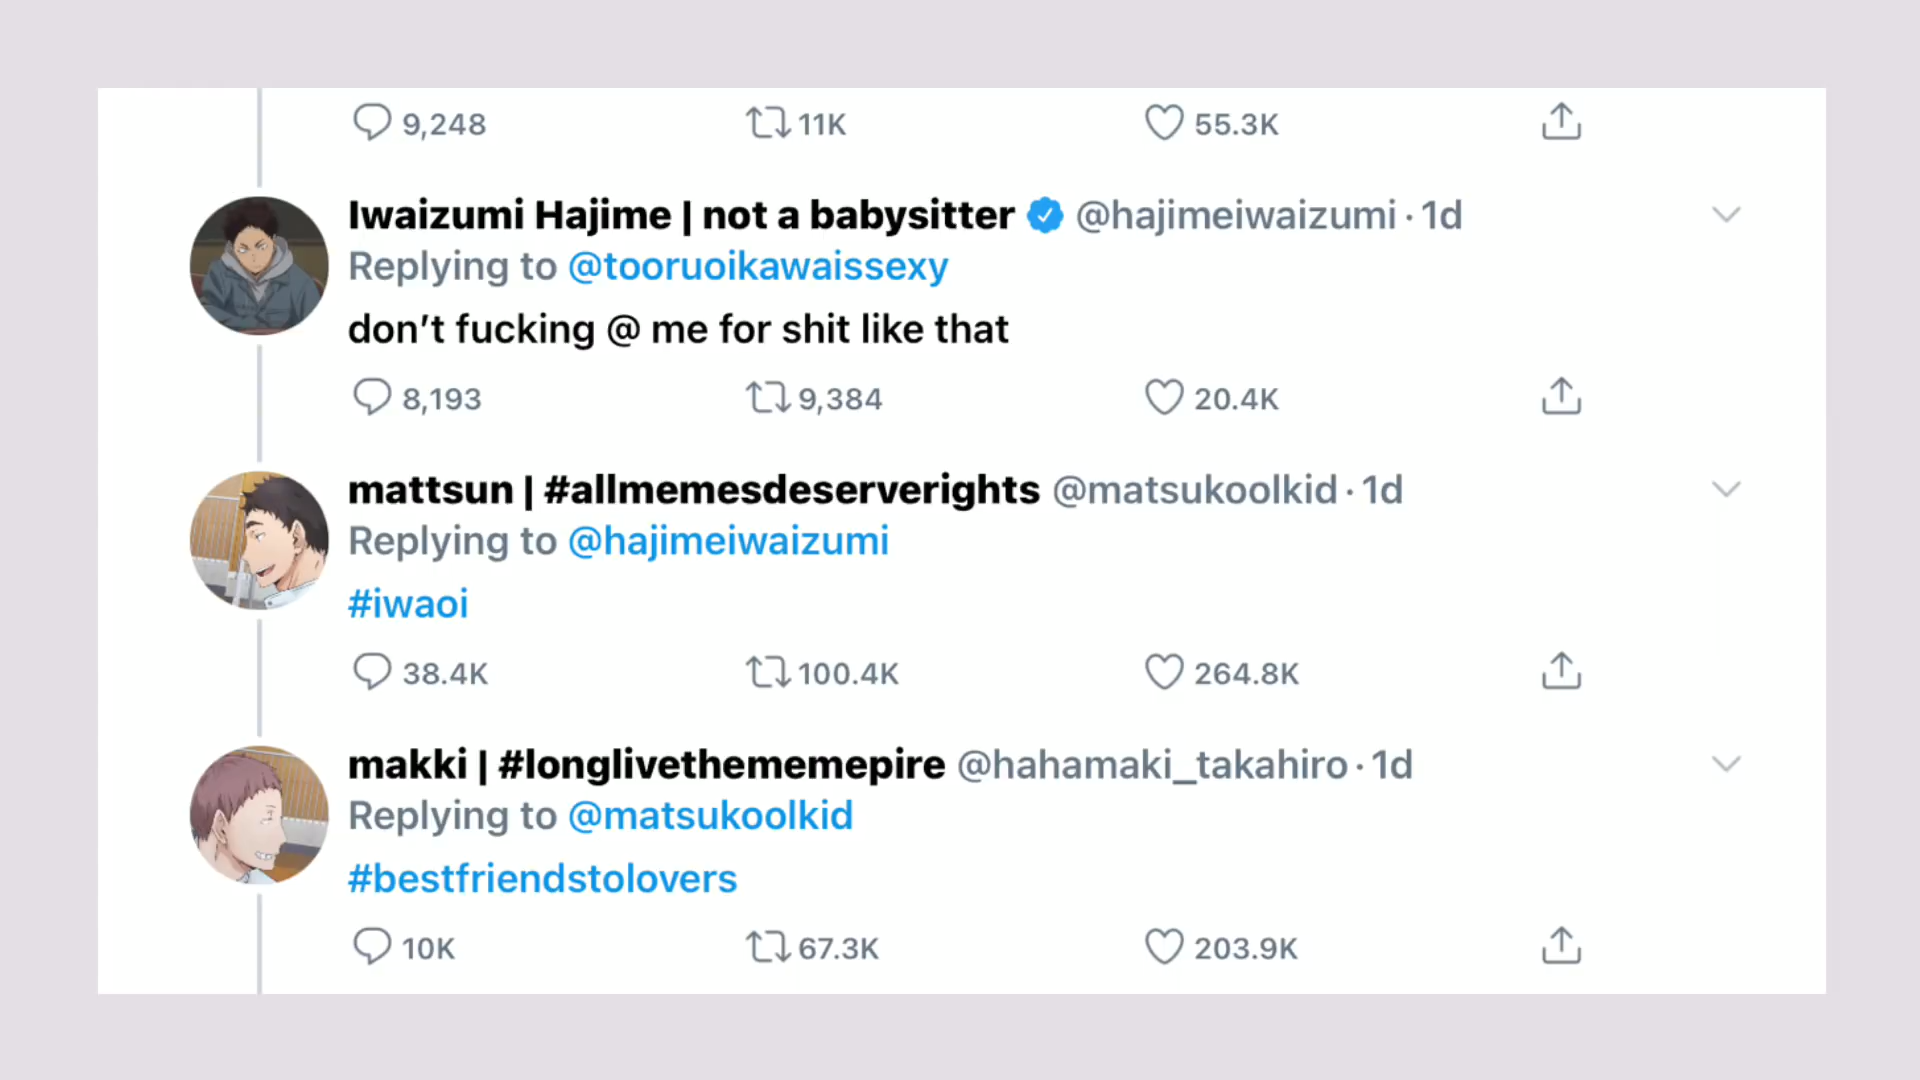 9,248 11K 55.3K
Iwaizumi Hajime | not a babysitter @hajimeiwaizumi · 1d
Replying to @tooruoikawaissexy
don’t fucking @ me for shit like that
8,193 9,384 20.4K
mattsun | #allmemesdeserverights @matsukoolkid · 1d
Replying to @hajimeiwaizumi
#iwaoi
38.4K 100.4K 264.8K
makki | #longlivethememepire @hahamaki_takahiro · 1d
Replying to @matsukoolkid
#bestfriendstolovers
10K 67.3K 203.9K